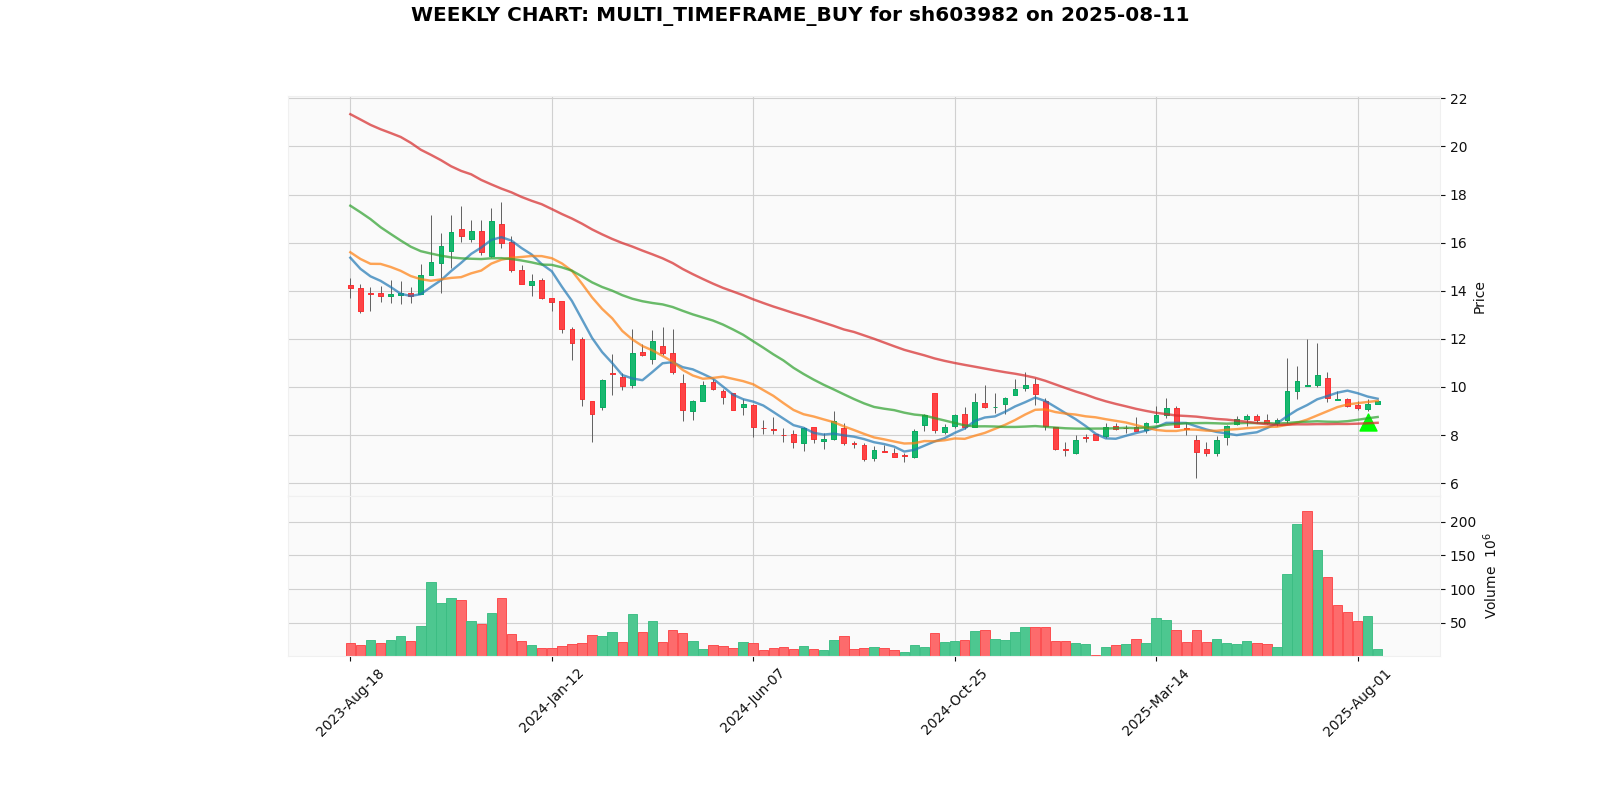 WEEKLY CHART: MULTI_TIMEFRAME_BUY for sh603982 on 2025-08-11
22
20
18
16
14
12
10
8
6
Price
200
150
100
50
Volume 10^6
2023-Aug-18
2024-Jan-12
2024-Jun-07
2024-Oct-25
2025-Mar-14
2025-Aug-01